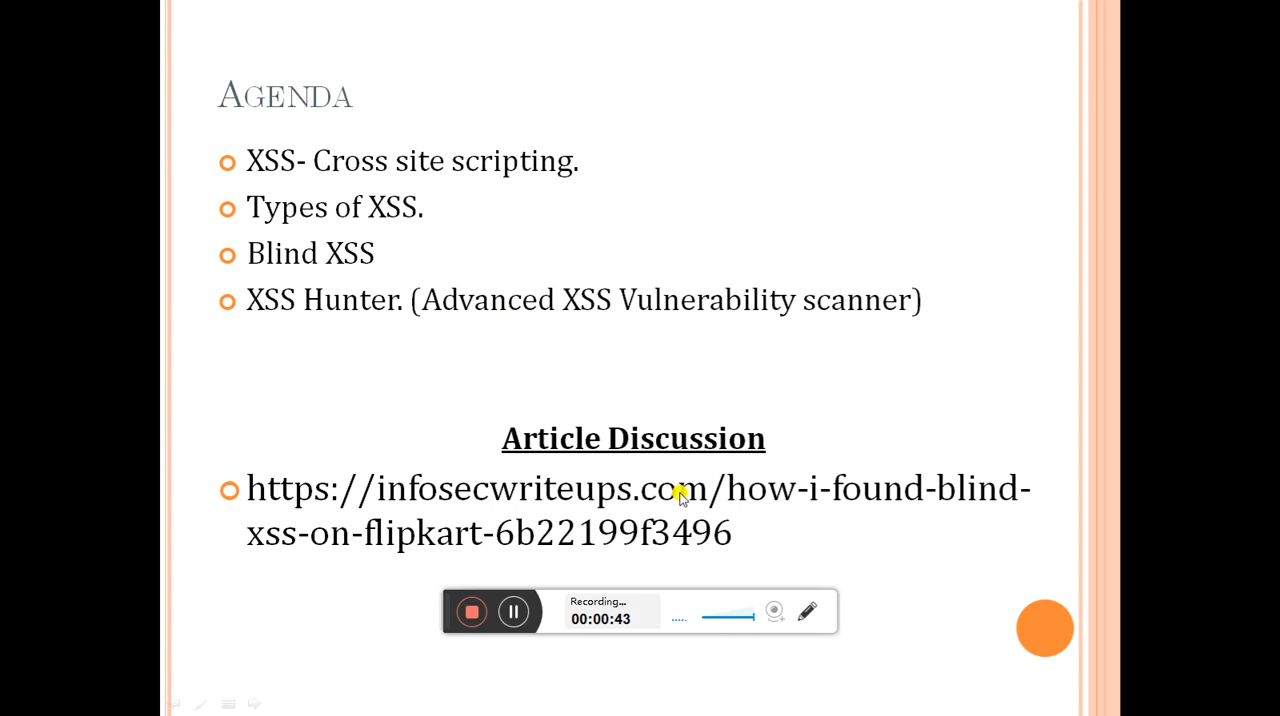 AGENDA
XSS- Cross site scripting.
Types of XSS.
Blind XSS
XSS Hunter. (Advanced XSS Vulnerability scanner)
Article Discussion
https://infosecwriteups.com/how-i-found-blind-
xss-on-flipkart-6b22199f3496
Recording...
00:00:43